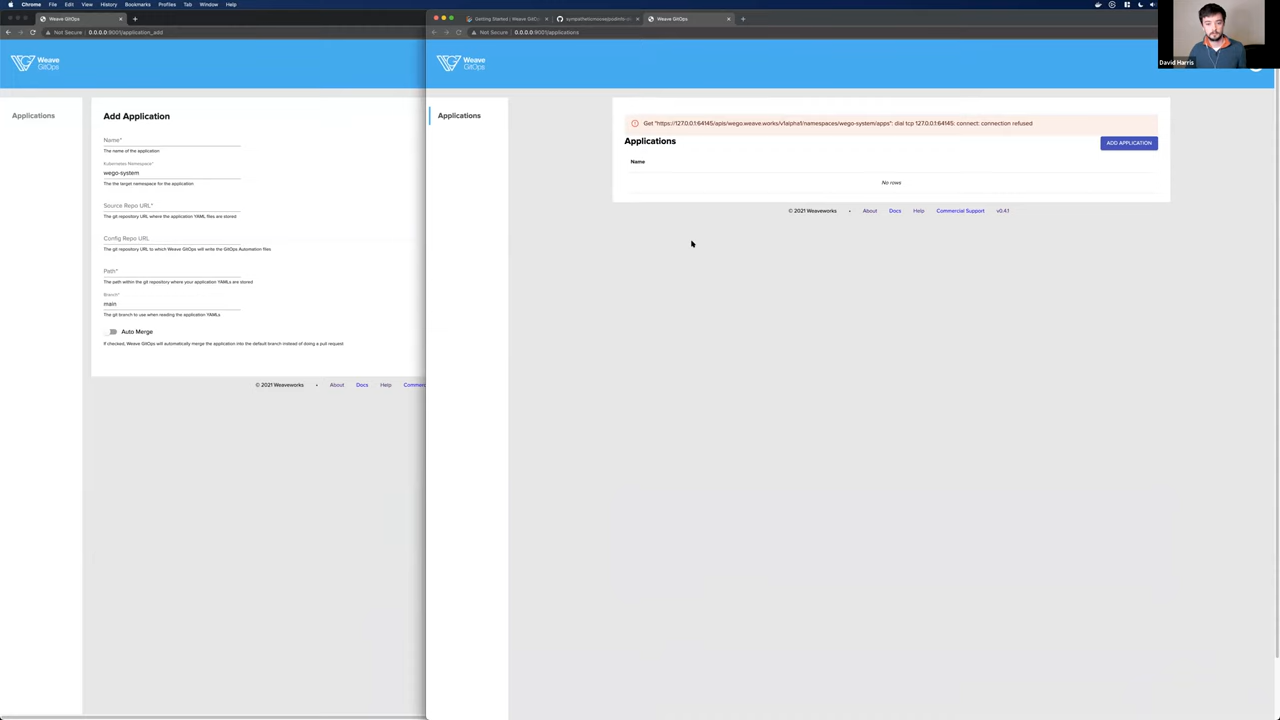 Chrome File Edit View History Bookmarks Profiles Tab Window Help
Weave GitOps
Not Secure 0.0.0.0:9001/application_add
Weave
GitOps
Applications
Add Application
Name*
The name of the application
Kubernetes Namespace*
wego-system
The the target namespace for the application
Source Repo URL*
The git repository URL where the application YAML files are stored
Config Repo URL
The git repository URL to which Weave GitOps will write the GitOps Automation files
Path*
The path within the git repository where your application YAMLs are stored
Branch*
main
The git branch to use when reading the application YAMLs
Auto Merge
If checked, Weave GitOps will automatically merge the application into the default branch instead of doing a pull request
© 2021 Weaveworks • About Docs Help Commerc
Getting Started | Weave GitO
Weave GitOps
Not Secure 0.0.0.0:9001/applications
Weave
GitOps
Applications
Get "https://127.0.0.1:64145/apis/wego.weave.works/v1alpha1/namespaces/wego-system/apps": dial tcp 127.0.0.1:64145: connect: connection refused
Applications
ADD APPLICATION
Name
No rows
© 2021 Weaveworks • About Docs Help Commercial Support v0.4.1
David Harris